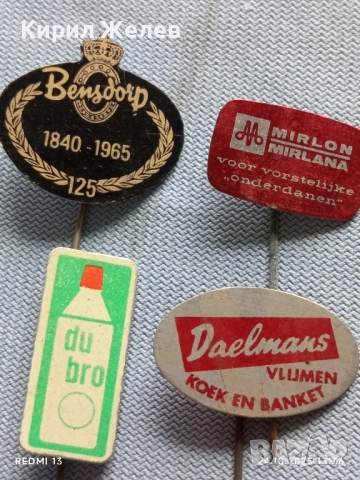 Кирил Желев
Bensdorp
1840 - 1965
125
MIRLON
MIRLANA
voor vorstelijke
„onderdanen”
du
bro
Daelmans
VLIJMEN
KOEK EN BANKET
REDMI 13